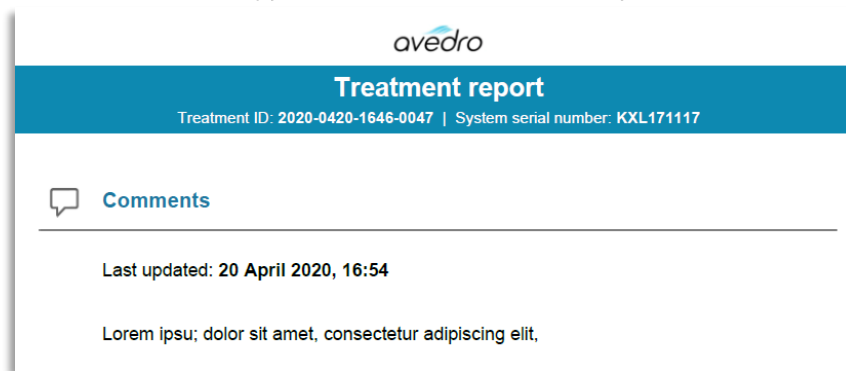 avedro
Treatment report
Treatment ID: 2020-0420-1646-0047 | System serial number: KXL171117
Comments
Last updated: 20 April 2020, 16:54
Lorem ipsu; dolor sit amet, consectetur adipiscing elit,